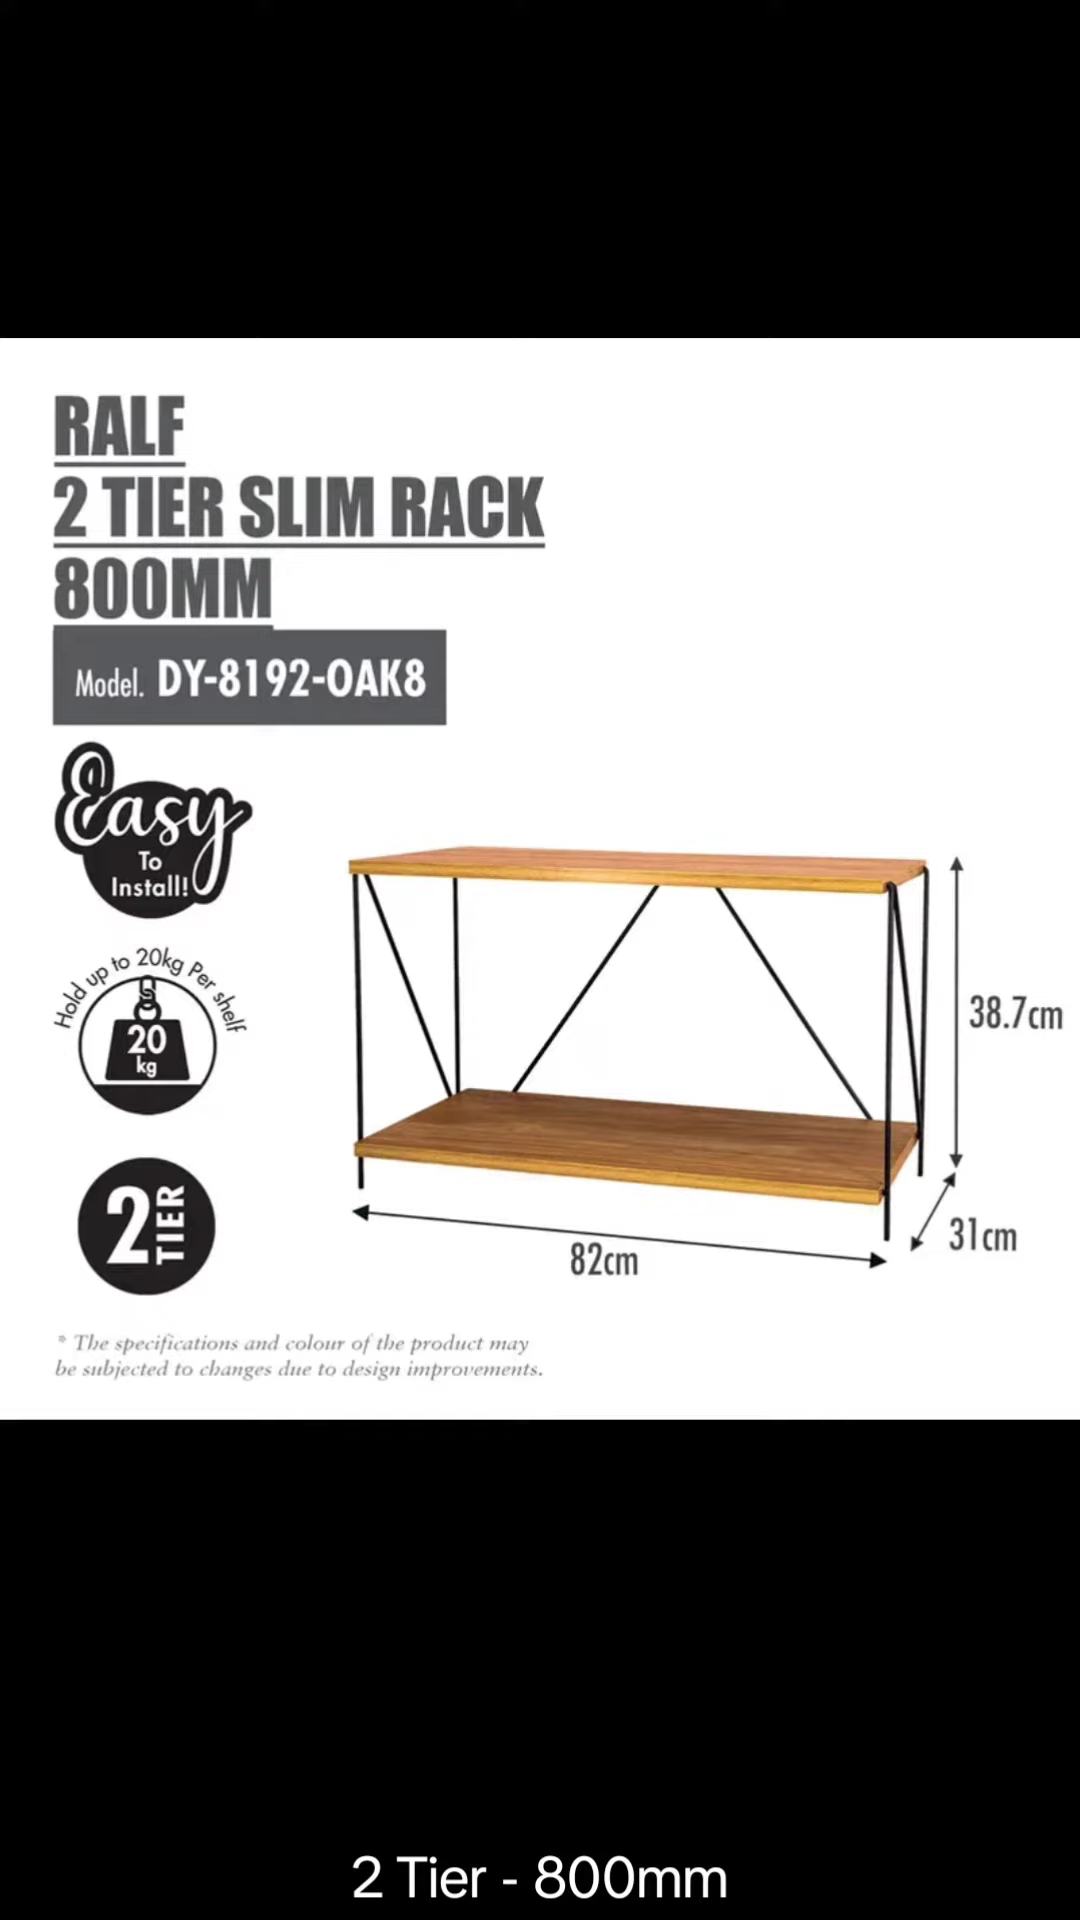 RALF
2 TIER SLIM RACK
800MM
Model. DY-8192-OAK8
Easy
To
Install!
Hold up to 20kg Per shelf
20
kg
2 TIER
38.7cm
31cm
82cm
* The specifications and colour of the product may
be subjected to changes due to design improvements.
2 Tier - 800mm